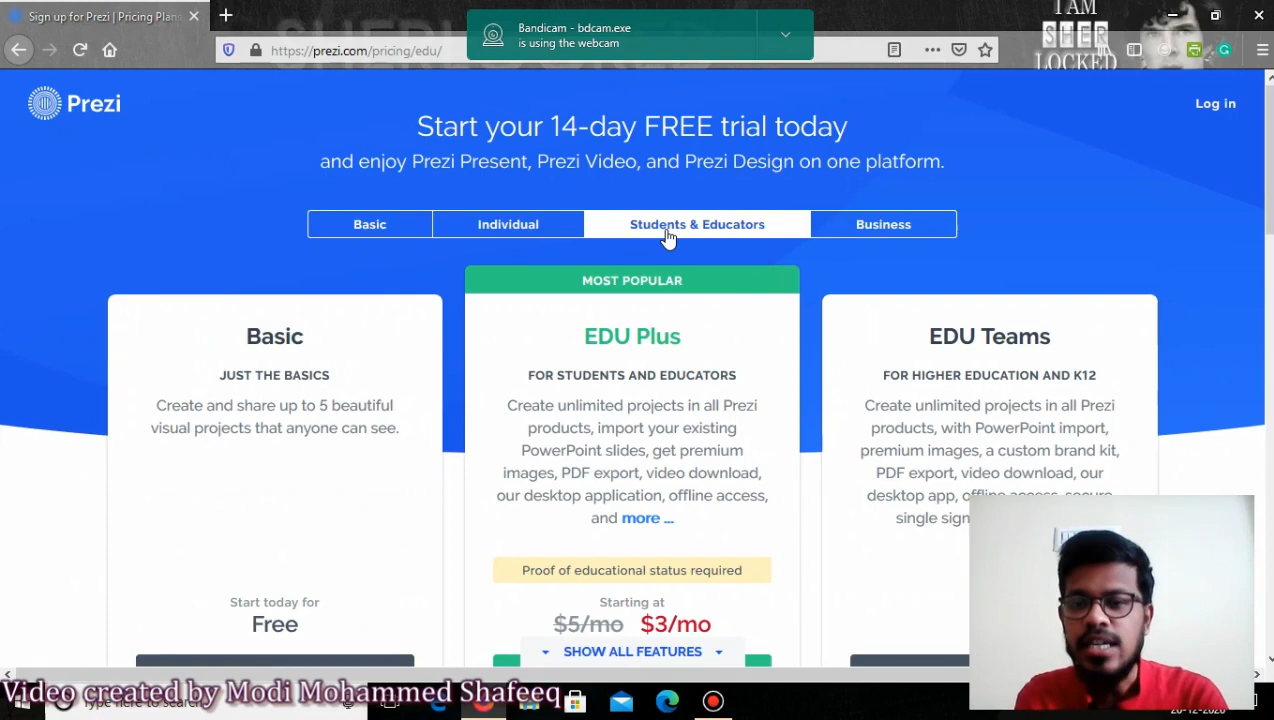 Sign up for Prezi | Pricing Plans
Bandicam - bdcam.exe
is using the webcam
I AM
SHER
LOCKED
https://prezi.com/pricing/edu/
Prezi
Log in
Start your 14-day FREE trial today
and enjoy Prezi Present, Prezi Video, and Prezi Design on one platform.
Basic
Individual
Students & Educators
Business
MOST POPULAR
Basic
JUST THE BASICS
Create and share up to 5 beautiful
visual projects that anyone can see.
Start today for
Free
EDU Plus
FOR STUDENTS AND EDUCATORS
Create unlimited projects in all Prezi
products, import your existing
PowerPoint slides, get premium
images, PDF export, video download,
our desktop application, offline access,
and more ...
Proof of educational status required
Starting at
$5/mo $3/mo
SHOW ALL FEATURES
EDU Teams
FOR HIGHER EDUCATION AND K12
Create unlimited projects in all Prezi
products, with PowerPoint import,
premium images, a custom brand kit,
PDF export, video download, our
desktop app, offline access, secure
single sign
Video created by Modi Mohammed Shafeeq
Type here to search